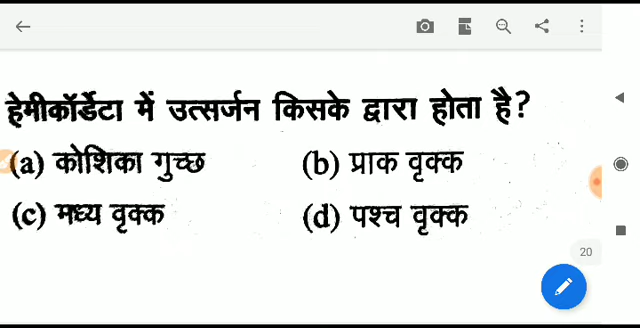 हेमीकॉर्डेटा में उत्सर्जन किसके द्वारा होता है?
(a) कोशिका गुच्छ (b) प्राक वृक्क
(c) मध्य वृक्क (d) पश्च वृक्क
20